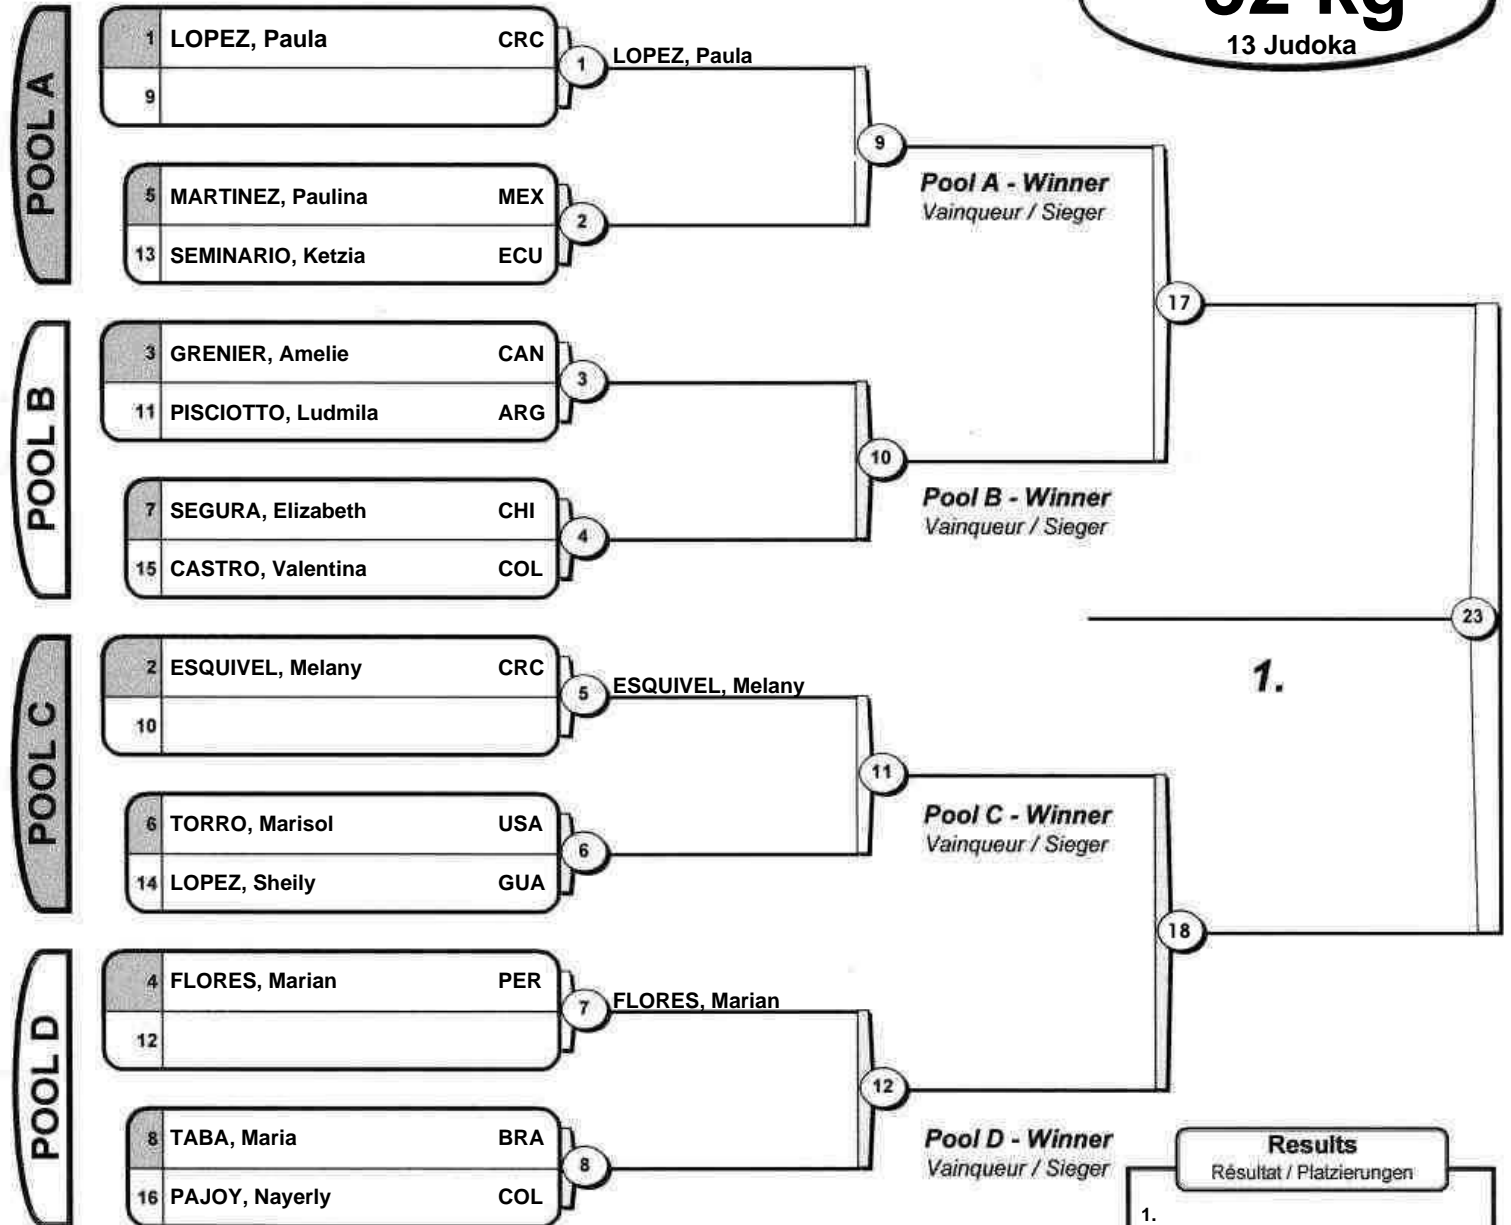 13 Judoka
POOL A
1 LOPEZ, Paula CRC
9
1 LOPEZ, Paula
5 MARTINEZ, Paulina MEX
13 SEMINARIO, Ketzia ECU
2
9
Pool A - Winner
Vainqueur / Sieger
POOL B
3 GRENIER, Amelie CAN
11 PISCIOTTO, Ludmila ARG
3
7 SEGURA, Elizabeth CHI
15 CASTRO, Valentina COL
4
10
Pool B - Winner
Vainqueur / Sieger
17
POOL C
2 ESQUIVEL, Melany CRC
10
5 ESQUIVEL, Melany
6 TORRO, Marisol USA
14 LOPEZ, Sheily GUA
6
11
Pool C - Winner
Vainqueur / Sieger
23
1.
POOL D
4 FLORES, Marian PER
12
7 FLORES, Marian
8 TABA, Maria BRA
16 PAJOY, Nayerly COL
8
12
Pool D - Winner
Vainqueur / Sieger
18
Results
Résultat / Platzierungen
1.